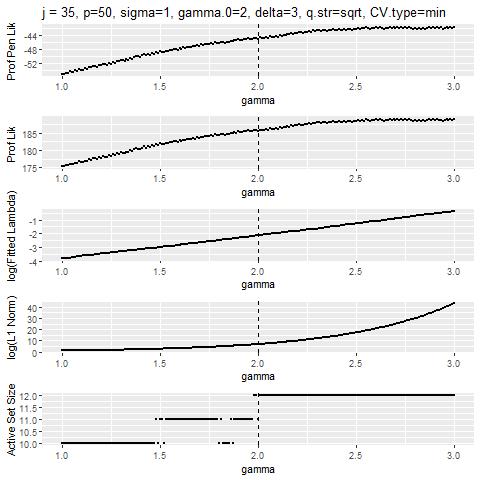 j = 35, p=50, sigma=1, gamma.0=2, delta=3, q.str=sqrt, CV.type=min
Prof Pen Lik
-44
-48
-52
1.0 1.5 2.0 2.5 3.0
gamma
Prof Lik
185
180
175
1.0 1.5 2.0 2.5 3.0
gamma
log(Fitted Lambda)
-1
-2
-3
-4
1.0 1.5 2.0 2.5 3.0
gamma
log(L1 Norm)
40
30
20
10
0
1.0 1.5 2.0 2.5 3.0
gamma
Active Set Size
12.0
11.5
11.0
10.5
10.0
1.0 1.5 2.0 2.5 3.0
gamma